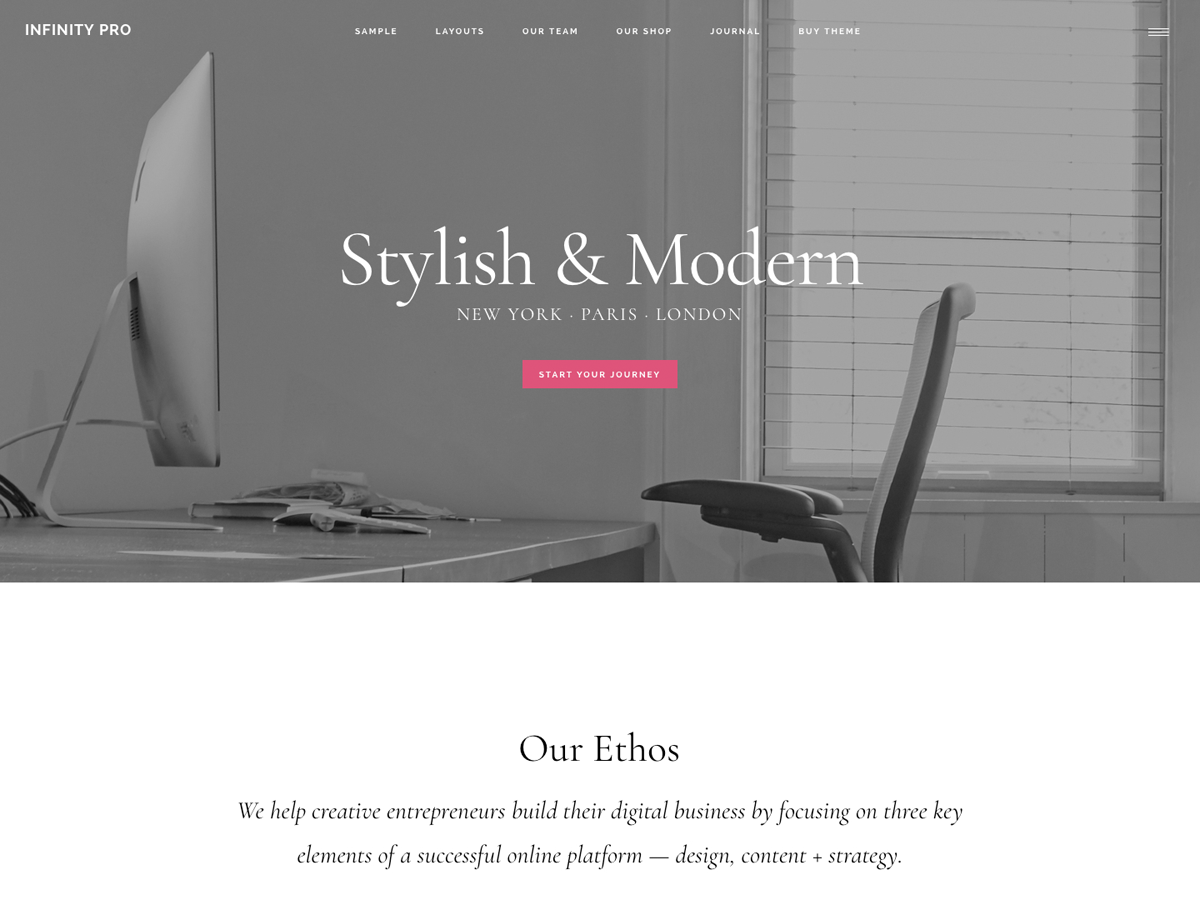 INFINITY PRO
SAMPLE LAYOUTS OUR TEAM OUR SHOP JOURNAL BUY THEME
Stylish & Modern
NEW YORK · PARIS · LONDON
START YOUR JOURNEY
Our Ethos
We help creative entrepreneurs build their digital business by focusing on three key
elements of a successful online platform — design, content + strategy.